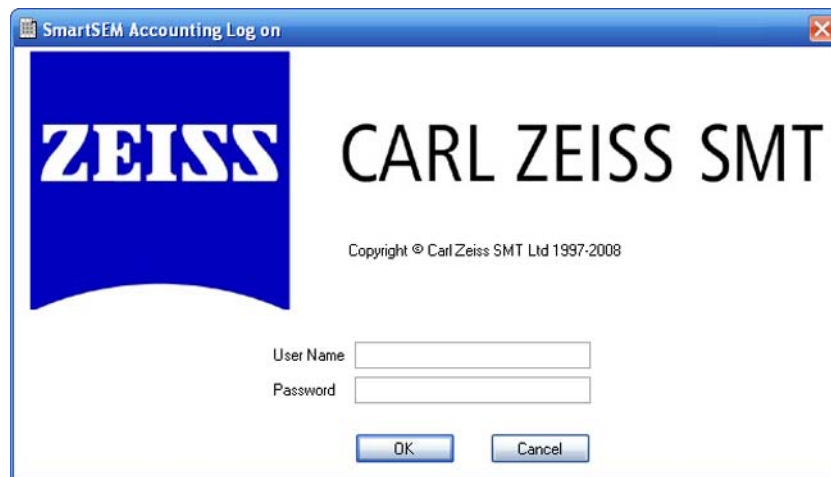 SmartSEM Accounting Log on
ZEISS
CARL ZEISS SMT
Copyright © Carl Zeiss SMT Ltd 1997-2008
User Name
Password
OK
Cancel